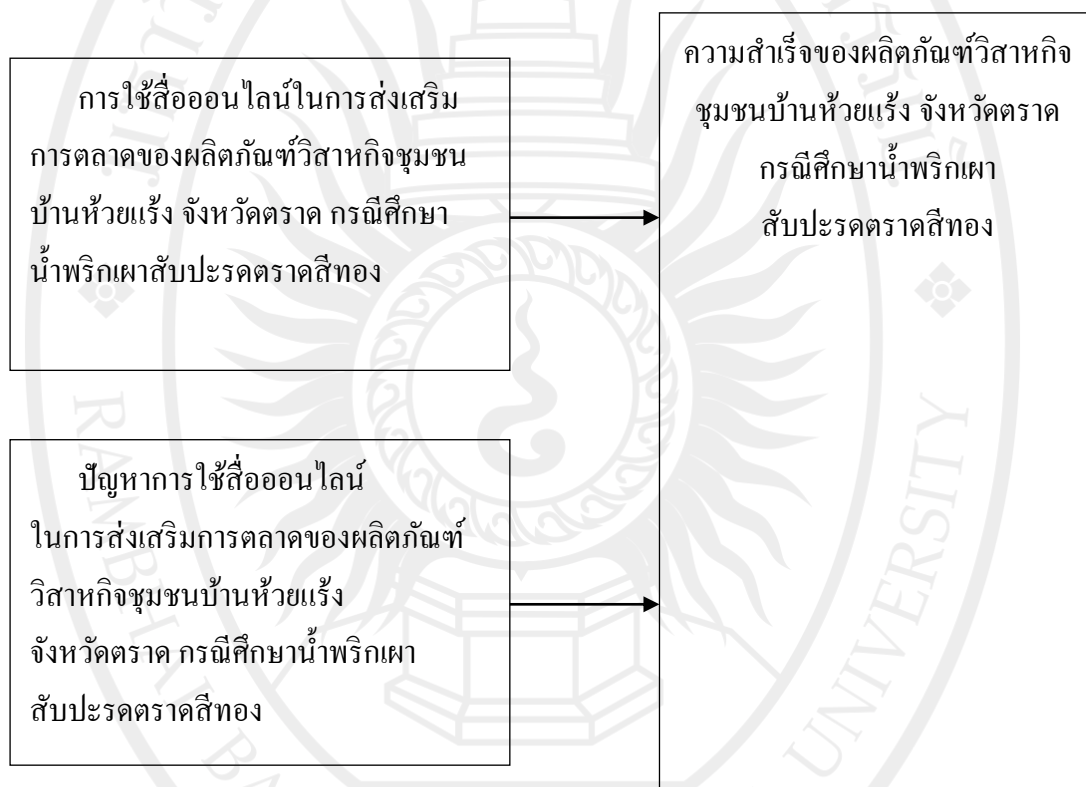 การใช้สื่อออนไลน์ในการส่งเสริม
การตลาดของผลิตภัณฑ์วิสาหกิจชุมชน
บ้านห้วยแร้ง จังหวัดตราด กรณีศึกษา
น้ำพริกเผาสับปะรดตราดสีทอง
ปัญหาการใช้สื่อออนไลน์
ในการส่งเสริมการตลาดของผลิตภัณฑ์
วิสาหกิจชุมชนบ้านห้วยแร้ง
จังหวัดตราด กรณีศึกษาน้ำพริกเผา
สับปะรดตราดสีทอง
ความสำเร็จของผลิตภัณฑ์วิสาหกิจ
ชุมชนบ้านห้วยแร้ง จังหวัดตราด
กรณีศึกษาน้ำพริกเผา
สับปะรดตราดสีทอง
UNIVERSITY